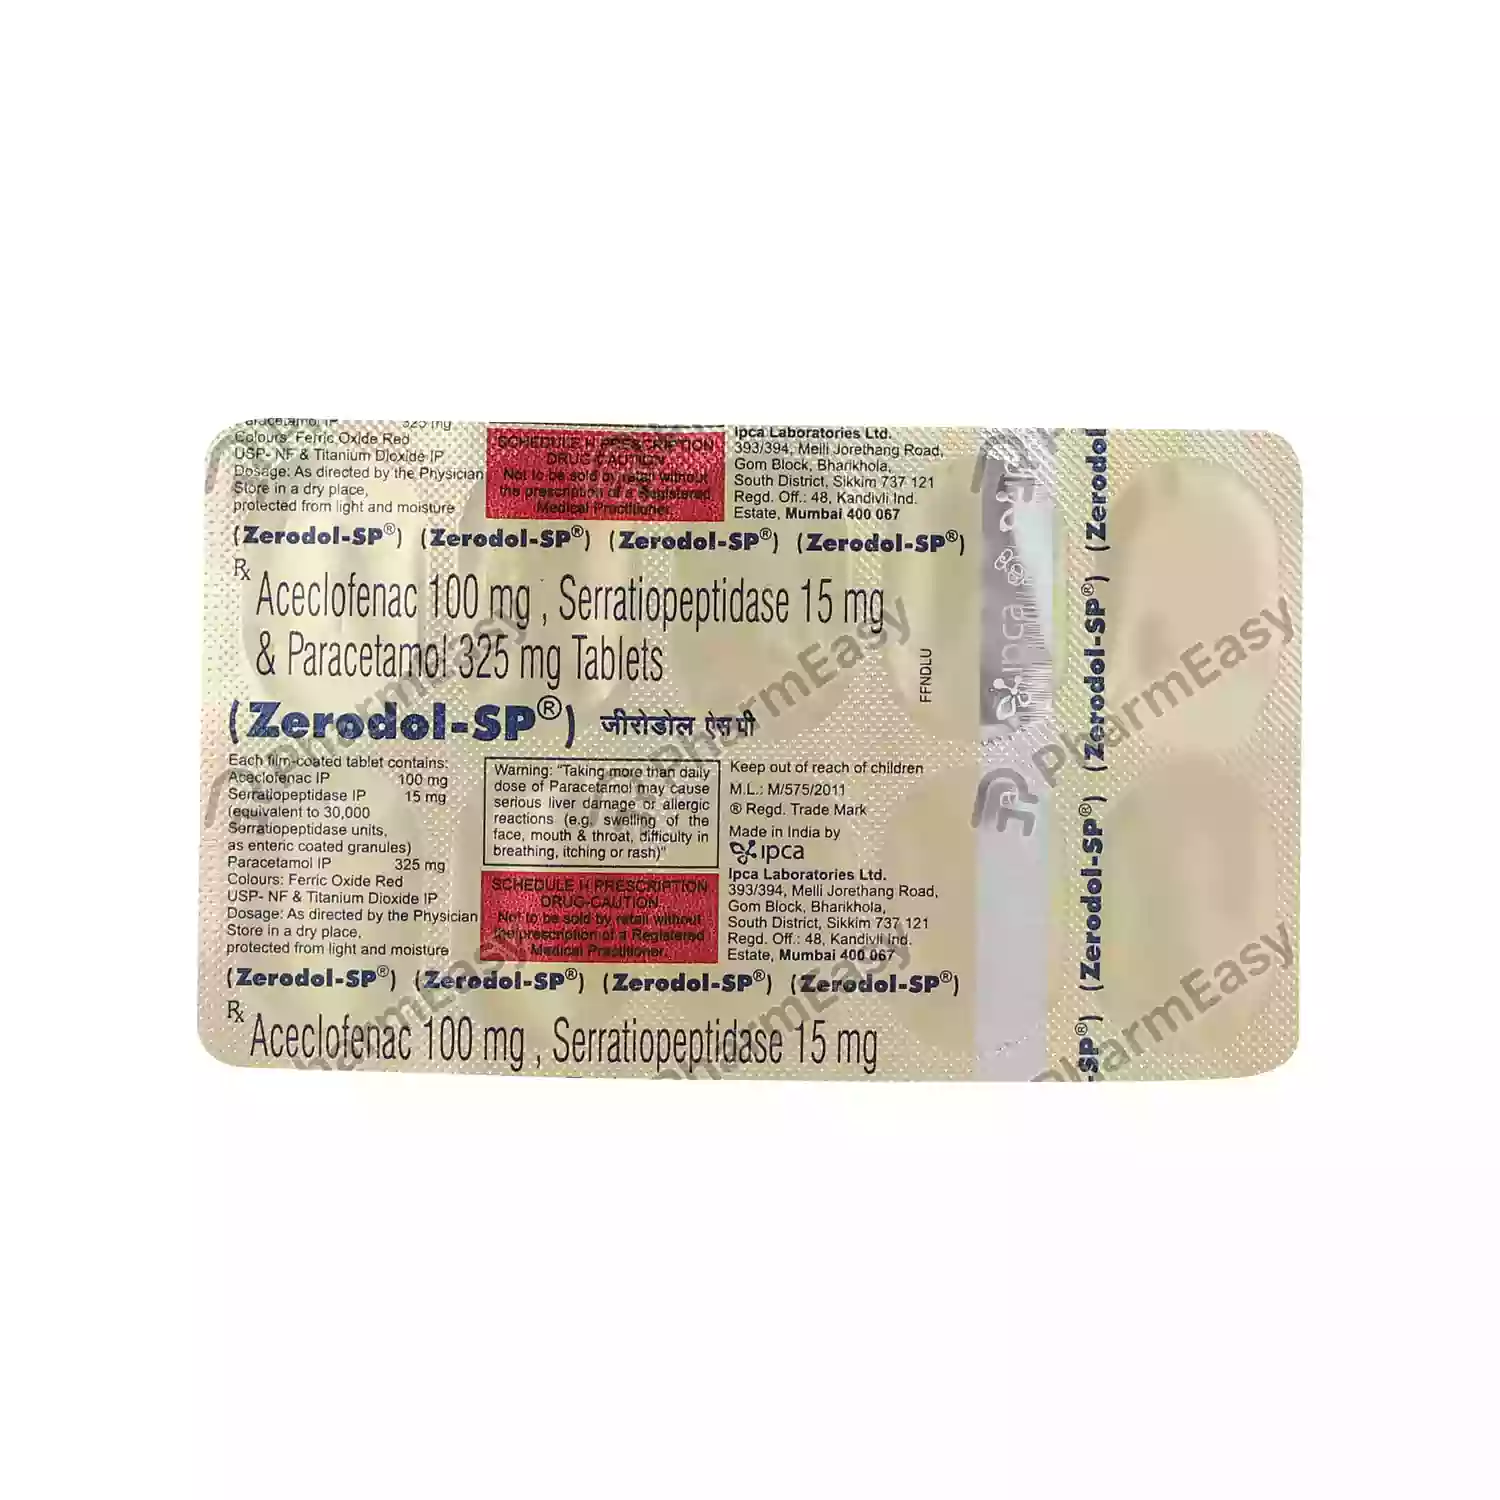 Paracetamol IP 325 mg
Colours: Ferric Oxide Red
USP- NF & Titanium Dioxide IP
Dosage: As directed by the Physician
Store in a dry place,
protected from light and moisture
SCHEDULE H PRESCRIPTION
DRUG-CAUTION
Not to be sold by retail without
the prescription of a Registered
Medical Practitioner.
Ipca Laboratories Ltd.
393/394, Melli Jorethang Road,
Gom Block, Bharikhola,
South District, Sikkim 737 121
Regd. Off.: 48, Kandivli Ind.
Estate, Mumbai 400 067
(Zerodol-SP®) (Zerodol-SP®) (Zerodol-SP®) (Zerodol-SP®)
Rx
Aceclofenac 100 mg , Serratiopeptidase 15 mg
& Paracetamol 325 mg Tablets
(Zerodol-SP®) जीरोडोल ऐस पी
FFNDLU
Each film-coated tablet contains:
Aceclofenac IP 100 mg
Serratiopeptidase IP 15 mg
(equivalent to 30,000
Serratiopeptidase units,
as enteric coated granules)
Paracetamol IP 325 mg
Colours: Ferric Oxide Red
USP- NF & Titanium Dioxide IP
Dosage: As directed by the Physician
Store in a dry place,
protected from light and moisture
Warning: "Taking more than daily
dose of Paracetamol may cause
serious liver damage or allergic
reactions (e.g. swelling of the
face, mouth & throat, difficulty in
breathing, itching or rash)"
SCHEDULE H PRESCRIPTION
DRUG-CAUTION
Not to be sold by retail without
the prescription of a Registered
Medical Practitioner.
Keep out of reach of children
M.L.: M/575/2011
® Regd. Trade Mark
Made in India by
ipca
Ipca Laboratories Ltd.
393/394, Melli Jorethang Road,
Gom Block, Bharikhola,
South District, Sikkim 737 121
Regd. Off.: 48, Kandivli Ind.
Estate, Mumbai 400 067
(Zerodol-SP®) (Zerodol-SP®) (Zerodol-SP®) (Zerodol-SP®)
Rx
Aceclofenac 100 mg , Serratiopeptidase 15 mg
ipca
-SP®) (Zerodol-SP®) (Zerodol-SP®) (Zerodol
PharmEasy
PharmEasy
PharmEasy
PharmEasy
PharmEasy
PharmEasy